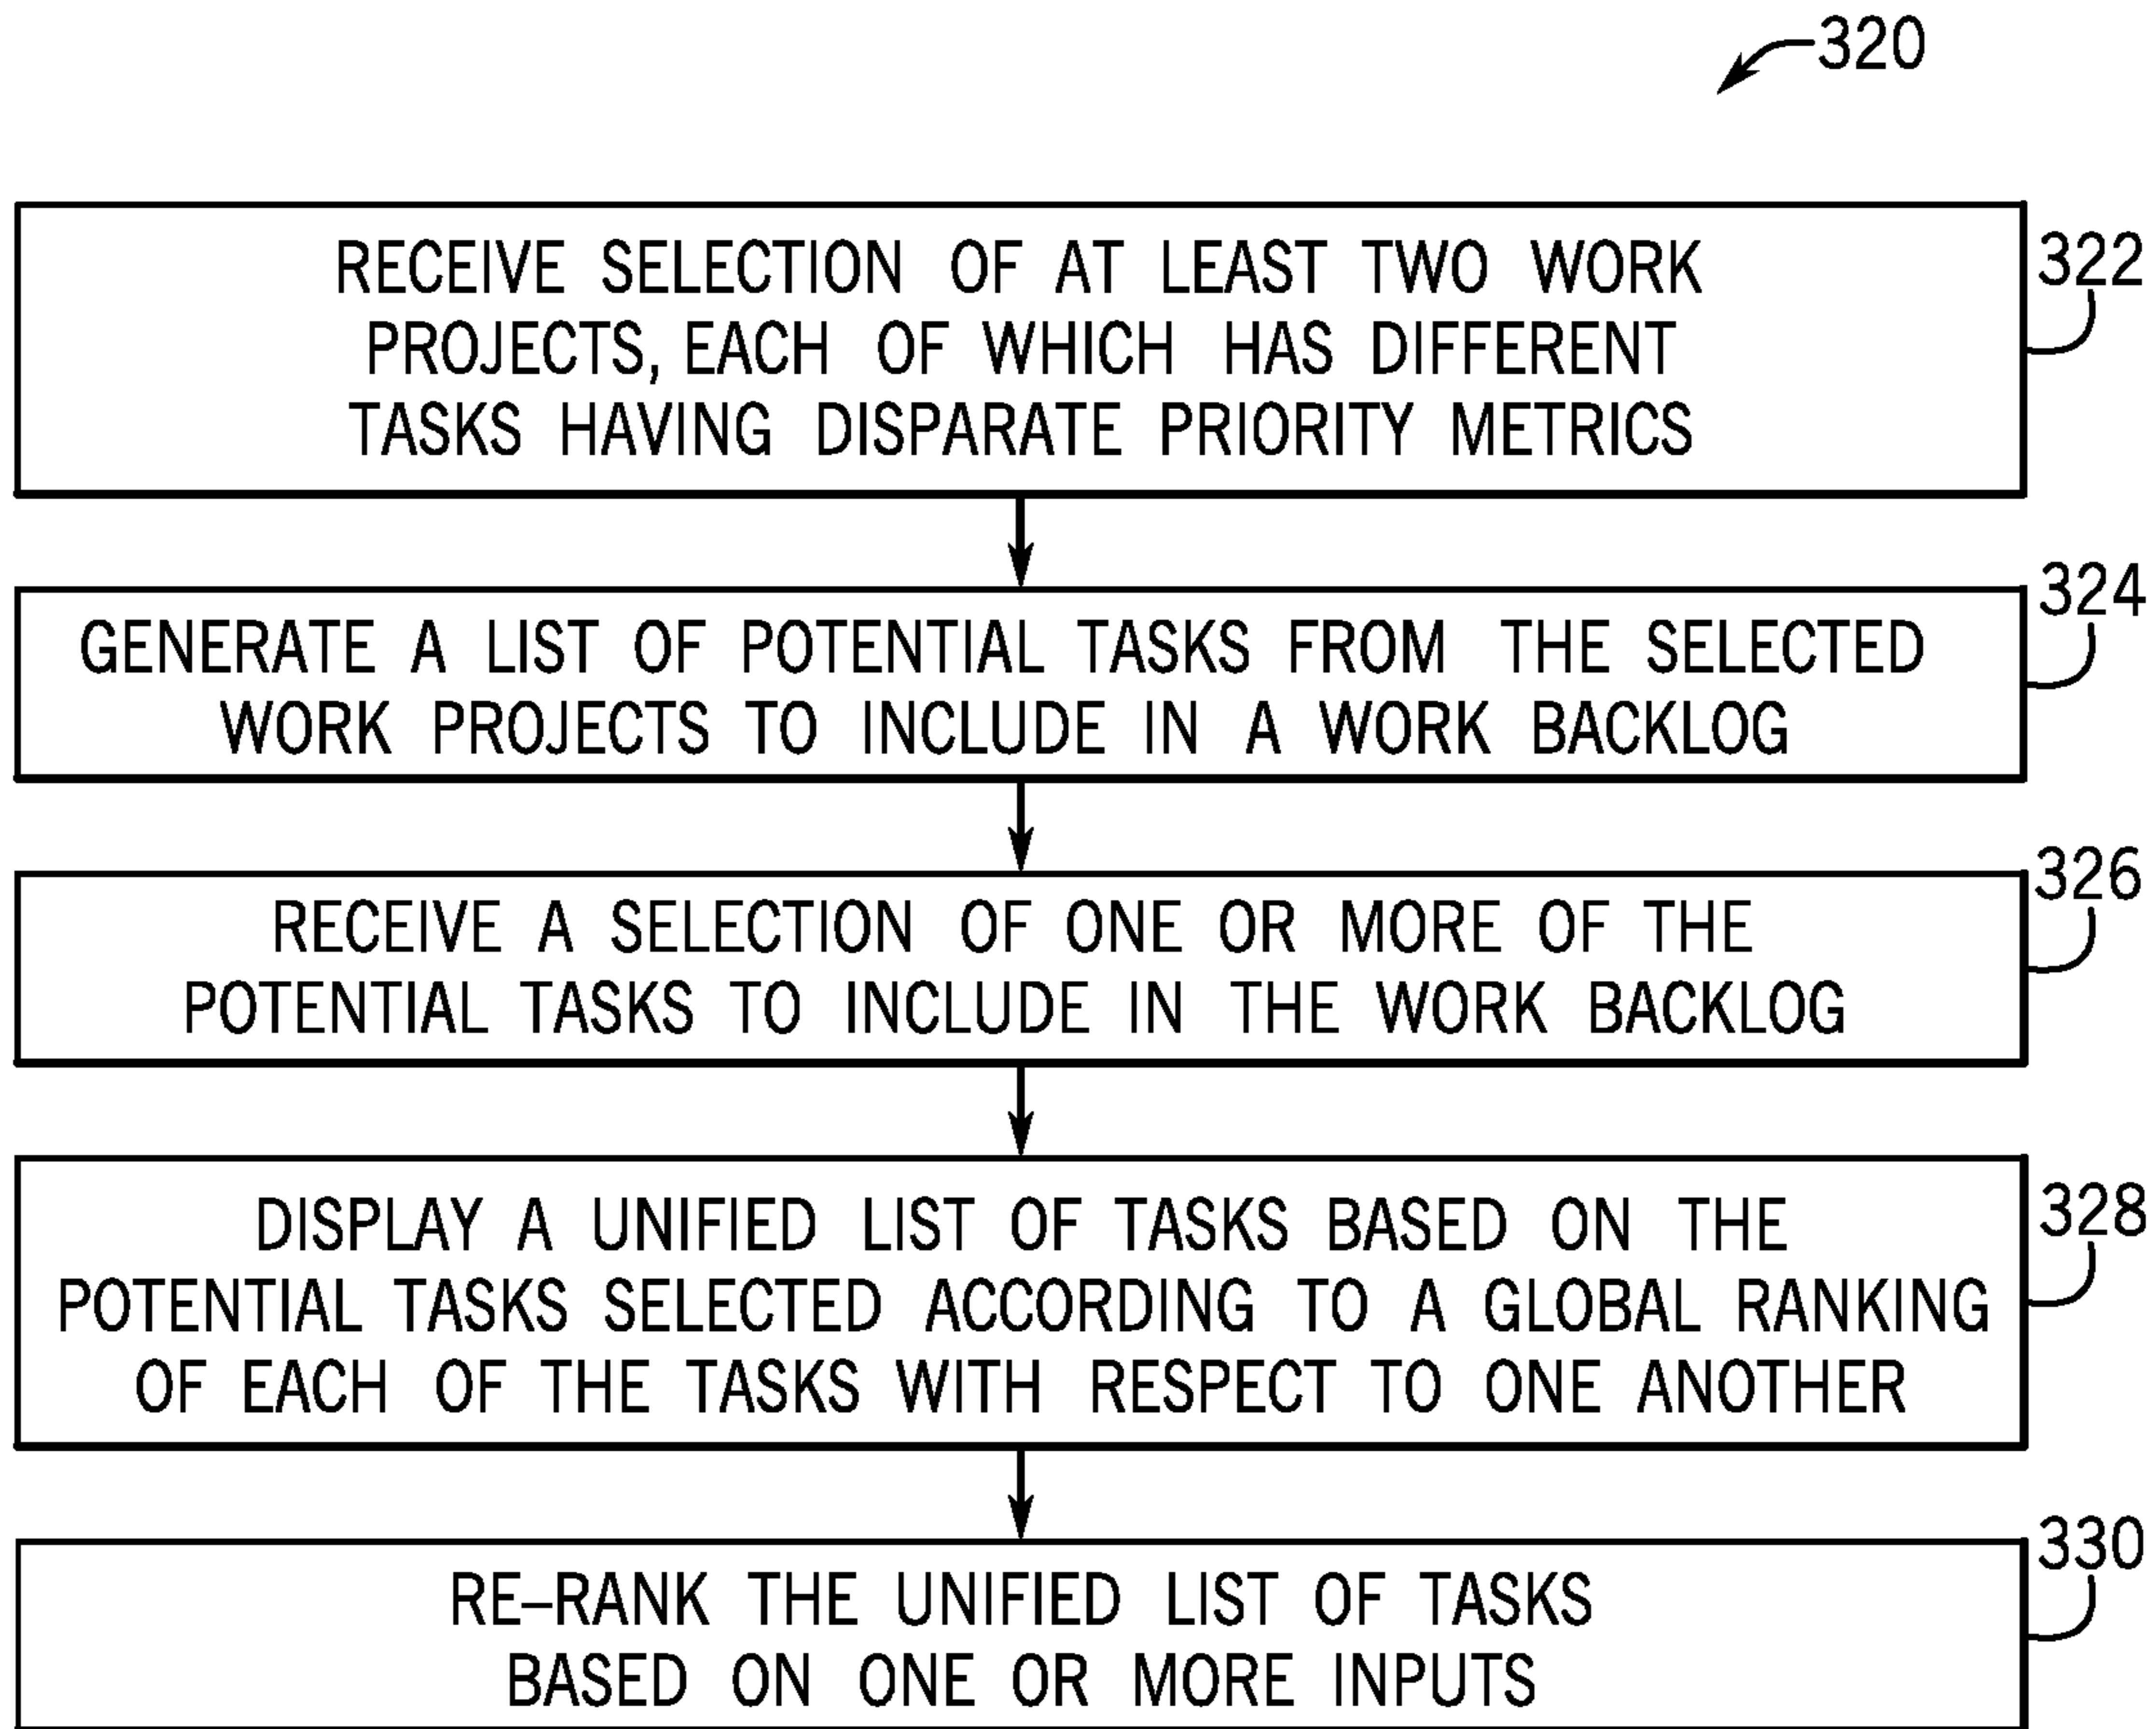 320
RECEIVE SELECTION OF AT LEAST TWO WORK
PROJECTS, EACH OF WHICH HAS DIFFERENT
TASKS HAVING DISPARATE PRIORITY METRICS
322
GENERATE A LIST OF POTENTIAL TASKS FROM THE SELECTED
WORK PROJECTS TO INCLUDE IN A WORK BACKLOG
324
RECEIVE A SELECTION OF ONE OR MORE OF THE
POTENTIAL TASKS TO INCLUDE IN THE WORK BACKLOG
326
DISPLAY A UNIFIED LIST OF TASKS BASED ON THE
POTENTIAL TASKS SELECTED ACCORDING TO A GLOBAL RANKING
OF EACH OF THE TASKS WITH RESPECT TO ONE ANOTHER
328
RE–RANK THE UNIFIED LIST OF TASKS
BASED ON ONE OR MORE INPUTS
330